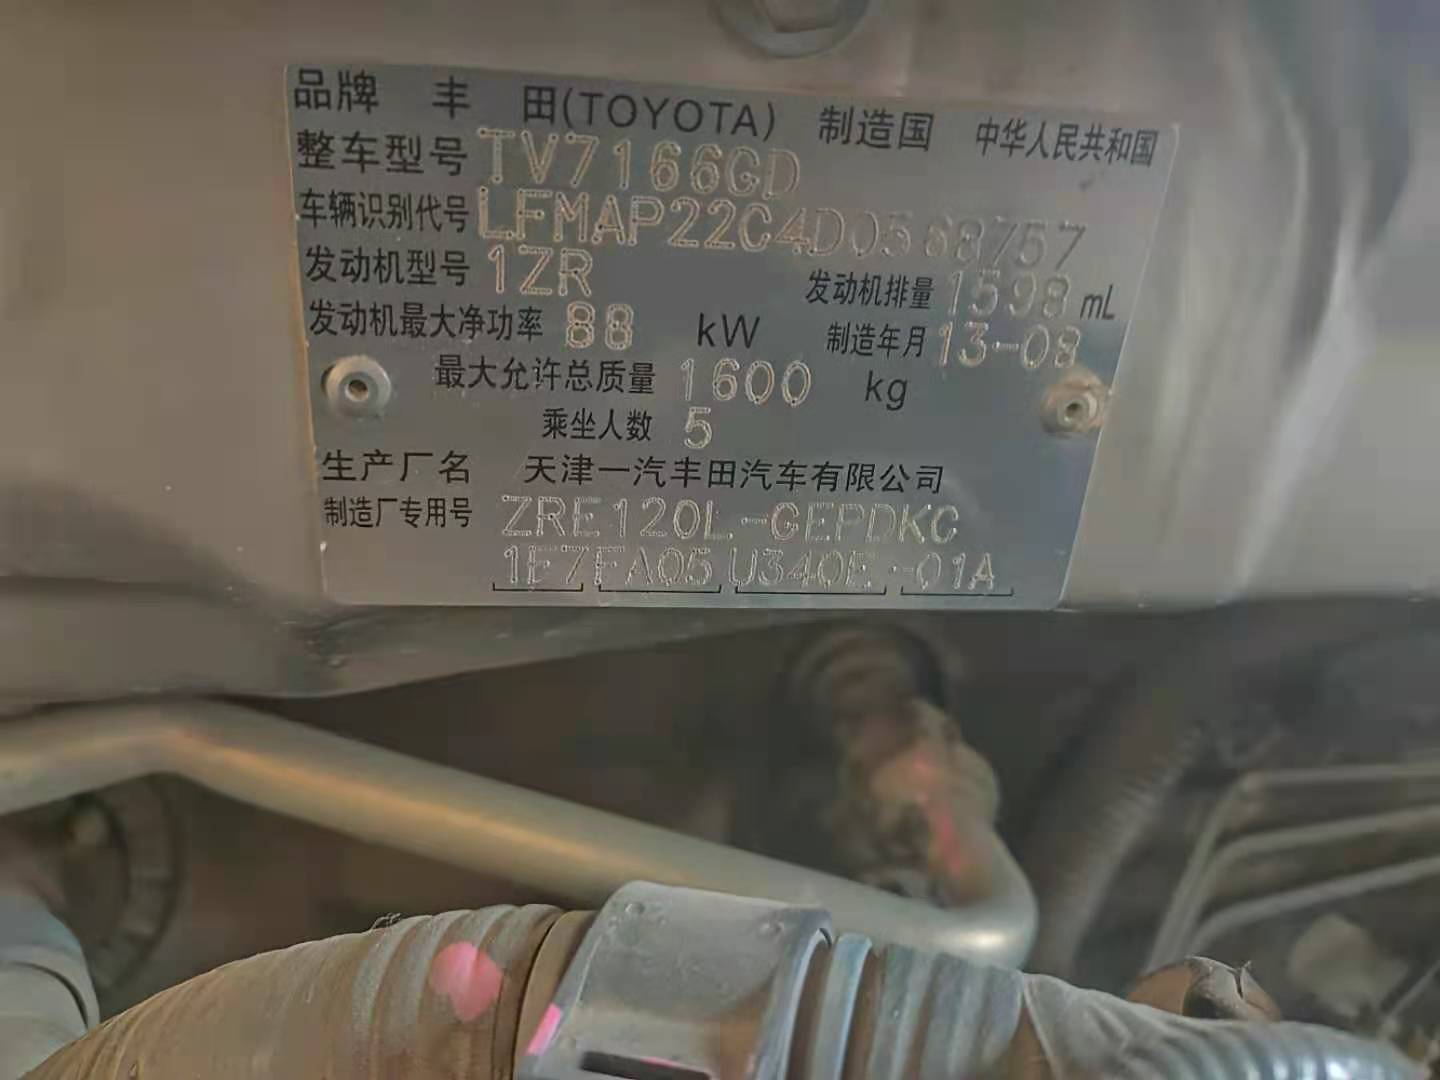 品牌 丰 田(TOYOTA) 制造国 中华人民共和国
整车型号 TV7166GD
车辆识别代号 LFMAP22C4D0568757
发动机型号 1ZR 发动机排量 1598 mL
发动机最大净功率 88 kW 制造年月 13-08
最大允许总质量 1600 kg
乘坐人数 5
生产厂名 天津一汽丰田汽车有限公司
制造厂专用号 ZRE120L-GEPDKC
1F7 FA05 U340E -01A